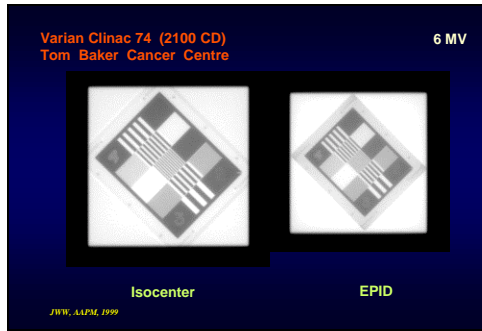 Varian Clinac 74 (2100 CD)
Tom Baker Cancer Centre
6 MV
Isocenter
EPID
JWW, AAPM, 1999